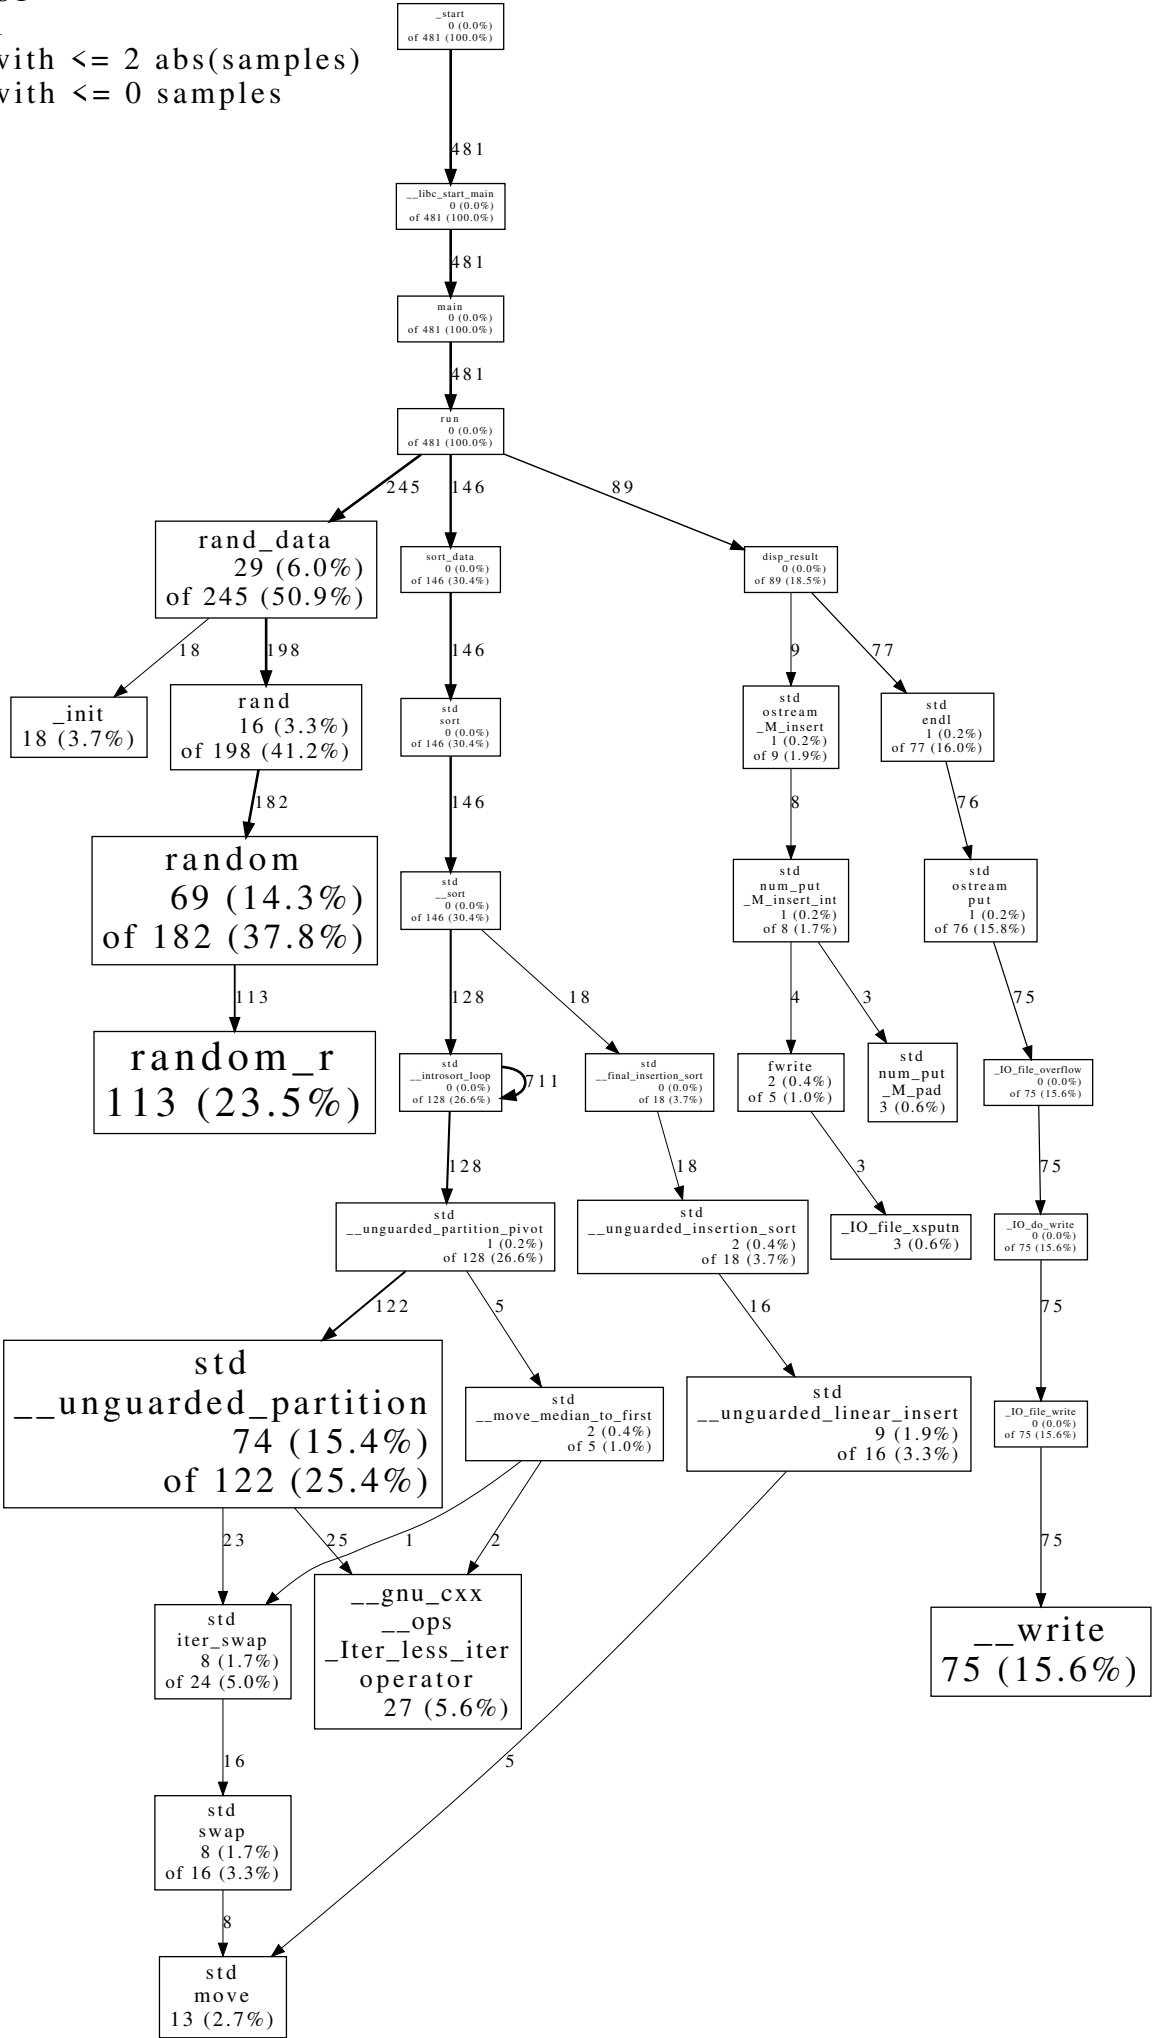 with <= 2 abs(samples)
with <= 0 samples
_start
0 (0.0%)
of 481 (100.0%)
481
__libc_start_main
0 (0.0%)
of 481 (100.0%)
481
main
0 (0.0%)
of 481 (100.0%)
481
run
0 (0.0%)
of 481 (100.0%)
245
146
89
rand_data
29 (6.0%)
of 245 (50.9%)
sort_data
0 (0.0%)
of 146 (30.4%)
disp_result
0 (0.0%)
of 89 (18.5%)
18
198
146
9
77
_init
18 (3.7%)
rand
16 (3.3%)
of 198 (41.2%)
std
sort
0 (0.0%)
of 146 (30.4%)
std
ostream
_M_insert
1 (0.2%)
of 9 (1.9%)
std
endl
1 (0.2%)
of 77 (16.0%)
182
146
8
76
random
69 (14.3%)
of 182 (37.8%)
std
__sort
0 (0.0%)
of 146 (30.4%)
std
num_put
_M_insert_int
1 (0.2%)
of 8 (1.7%)
std
ostream
put
1 (0.2%)
of 76 (15.8%)
113
128
18
4
3
75
random_r
113 (23.5%)
std
__introsort_loop
0 (0.0%)
of 128 (26.6%)
711
std
__final_insertion_sort
0 (0.0%)
of 18 (3.7%)
fwrite
2 (0.4%)
of 5 (1.0%)
std
num_put
_M_pad
3 (0.6%)
_IO_file_overflow
0 (0.0%)
of 75 (15.6%)
128
18
3
75
std
__unguarded_partition_pivot
1 (0.2%)
of 128 (26.6%)
std
__unguarded_insertion_sort
2 (0.4%)
of 18 (3.7%)
_IO_file_xsputn
3 (0.6%)
_IO_do_write
0 (0.0%)
of 75 (15.6%)
122
5
16
75
std
__unguarded_partition
74 (15.4%)
of 122 (25.4%)
std
__move_median_to_first
2 (0.4%)
of 5 (1.0%)
std
__unguarded_linear_insert
9 (1.9%)
of 16 (3.3%)
_IO_file_write
0 (0.0%)
of 75 (15.6%)
23
25
1
2
75
std
iter_swap
8 (1.7%)
of 24 (5.0%)
__gnu_cxx
__ops
_Iter_less_iter
operator
27 (5.6%)
__write
75 (15.6%)
16
5
std
swap
8 (1.7%)
of 16 (3.3%)
8
std
move
13 (2.7%)